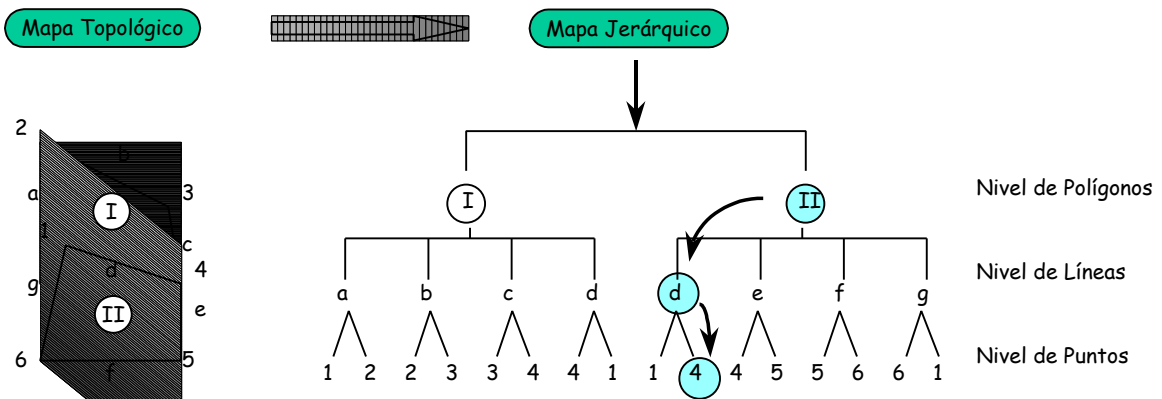 Mapa Topológico
Mapa Jerárquico
2
b
a
3
I
1
c
d
4
g
II
e
6
5
f
I
II
Nivel de Polígonos
a b c d d e f g
Nivel de Líneas
1 2 2 3 3 4 4 1 1 4 4 5 5 6 6 1
Nivel de Puntos